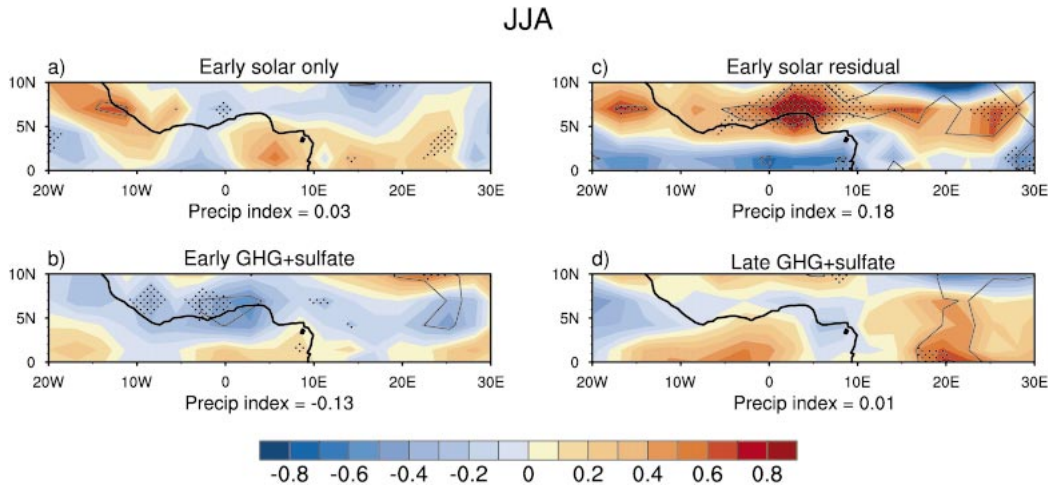 JJA
a) Early solar only
10N
5N
0
20W 10W 0 10E 20E 30E
Precip index = 0.03
c) Early solar residual
10N
5N
0
20W 10W 0 10E 20E 30E
Precip index = 0.18
b) Early GHG+sulfate
10N
5N
0
20W 10W 0 10E 20E 30E
Precip index = -0.13
d) Late GHG+sulfate
10N
5N
0
20W 10W 0 10E 20E 30E
Precip index = 0.01
-0.8 -0.6 -0.4 -0.2 0 0.2 0.4 0.6 0.8